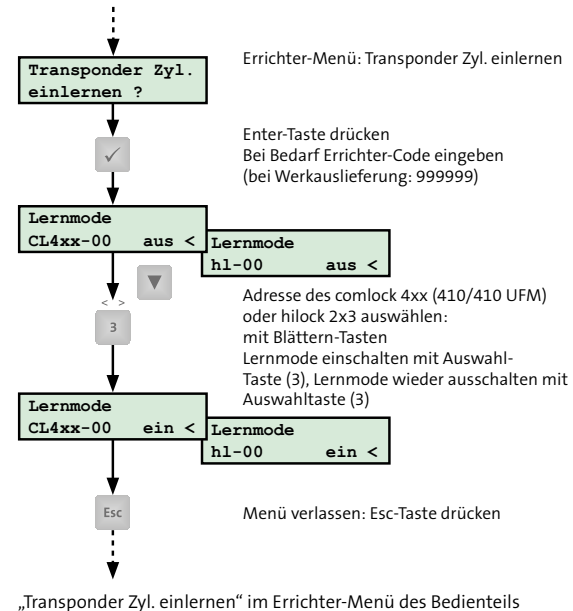 Transponder Zyl.
einlernen ?
Errichter-Menü: Transponder Zyl. einlernen
Enter-Taste drücken
Bei Bedarf Errichter-Code eingeben
(bei Werkauslieferung: 999999)
Lernmode
CL4xx-00 aus <
Lernmode
hl-00 aus <
< >
3
Adresse des comlock 4xx (410/410 UFM)
oder hilock 2x3 auswählen:
mit Blättern-Tasten
Lernmode einschalten mit Auswahl-
Taste (3), Lernmode wieder ausschalten mit
Auswahltaste (3)
Lernmode
CL4xx-00 ein <
Lernmode
hl-00 ein <
Esc
Menü verlassen: Esc-Taste drücken
„Transponder Zyl. einlernen“ im Errichter-Menü des Bedienteils